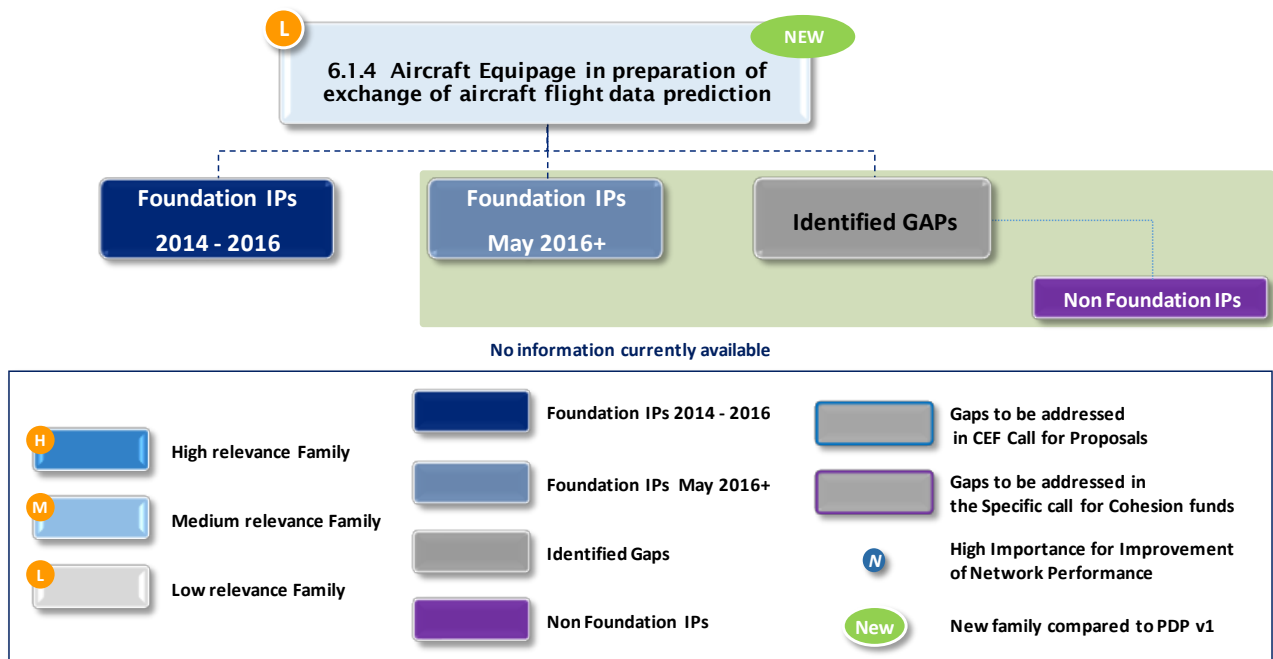 L
NEW
6.1.4 Aircraft Equipage in preparation of
exchange of aircraft flight data prediction
Foundation IPs
2014 - 2016
Foundation IPs
May 2016+
Identified GAPs
Non Foundation IPs
No information currently available
H
High relevance Family
M
Medium relevance Family
L
Low relevance Family
Foundation IPs 2014 - 2016
Foundation IPs May 2016+
Identified Gaps
Non Foundation IPs
Gaps to be addressed
in CEF Call for Proposals
Gaps to be addressed in
the Specific call for Cohesion funds
N
High Importance for Improvement
of Network Performance
New
New family compared to PDP v1